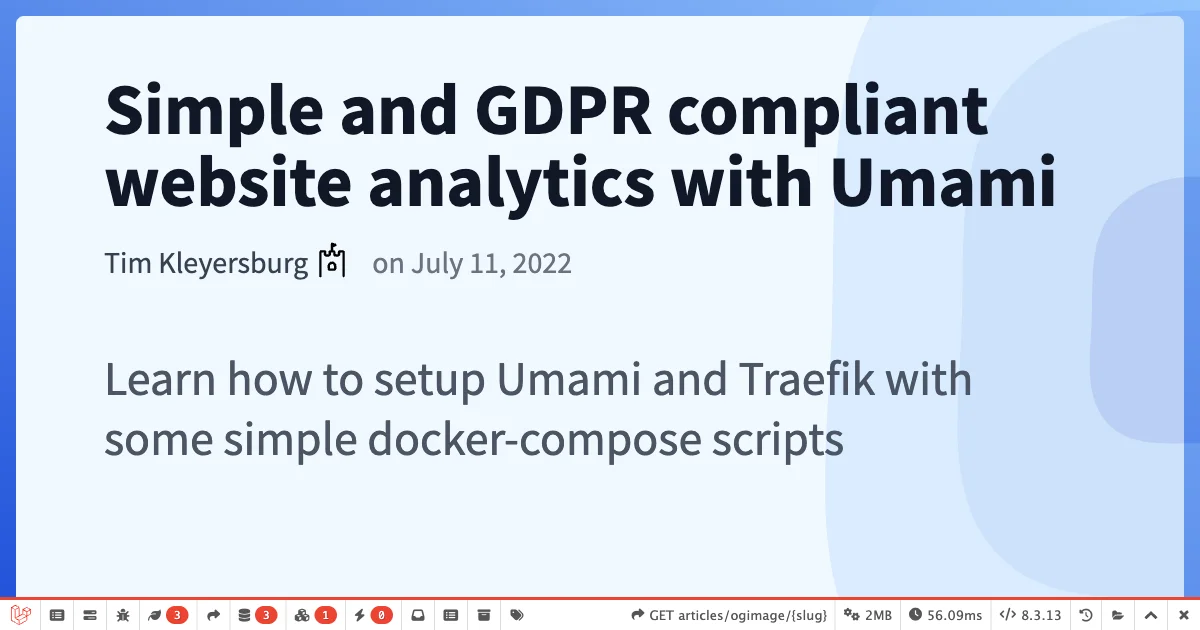 Simple and GDPR compliant
website analytics with Umami
Tim Kleyersburg on July 11, 2022
Learn how to setup Umami and Traefik with
some simple docker-compose scripts
3 3 1 0 GET articles/ogimage/{slug} 2MB 56.09ms 8.3.13